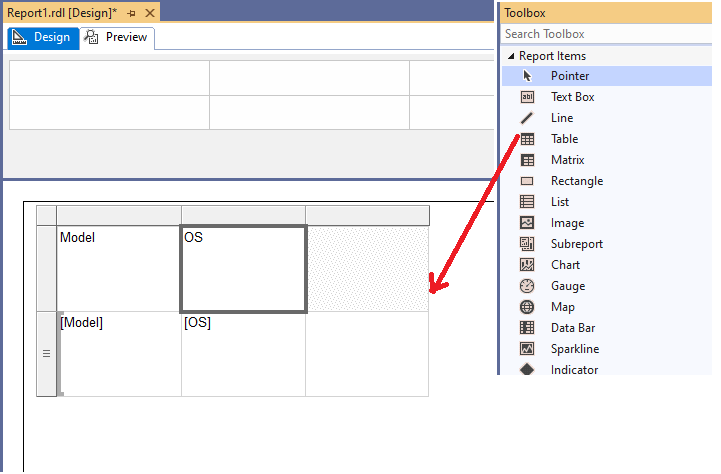 Report1.rdl [Design]*
Design
Preview
Model
OS
[Model]
[OS]
Toolbox
Search Toolbox
Report Items
Pointer
abl Text Box
Line
Table
Matrix
Rectangle
List
Image
Subreport
Chart
Gauge
Map
Data Bar
Sparkline
Indicator